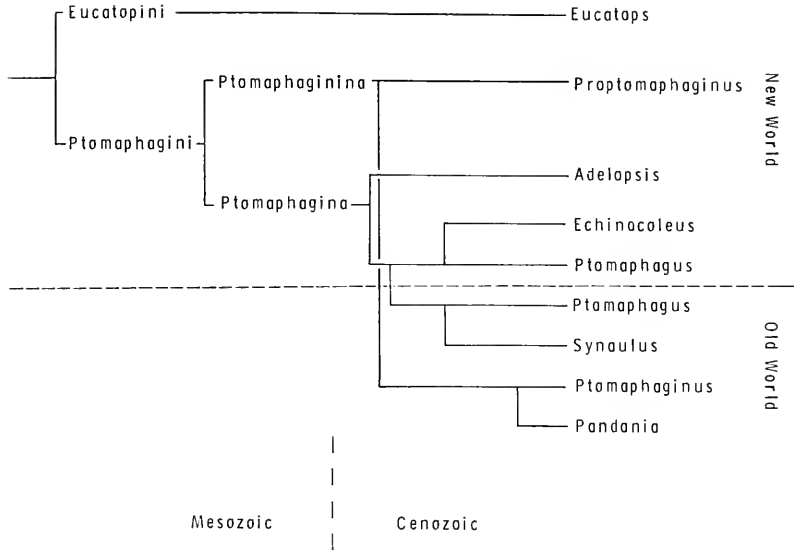 Eucatopini
Eucatops
Ptomaphaginina
Proptomaphaginus
Ptomaphagini
Ptomaphagina
Adelopsis
Echinocoleus
Ptomaphagus
New World
Ptomaphagus
Synaulus
Ptomaphaginus
Pandania
Old World
Mesozoic
Cenozoic